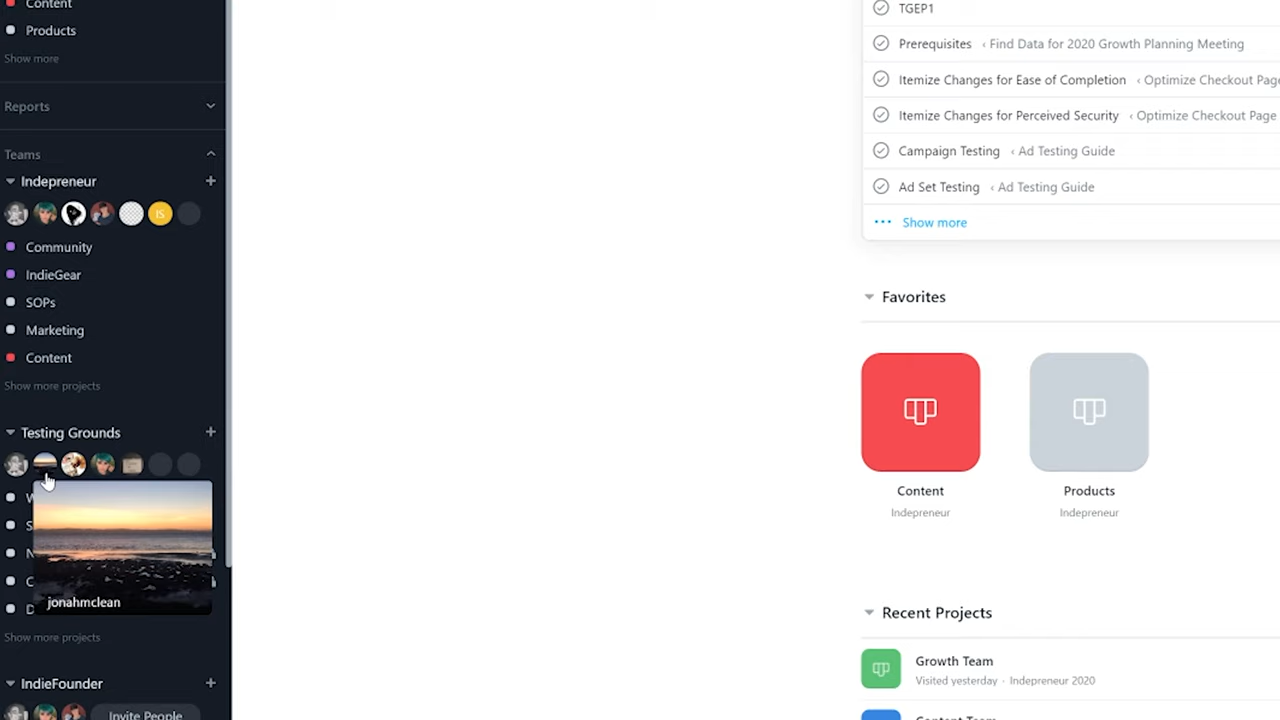 Content
Products
Show more
Reports
Teams
Indepreneur
IS
Community
IndieGear
SOPs
Marketing
Content
Show more projects
Testing Grounds
W
S
N
C
D
jonahmclean
Show more projects
IndieFounder
Invite People
TGEP1
Prerequisites ‹ Find Data for 2020 Growth Planning Meeting
Itemize Changes for Ease of Completion ‹ Optimize Checkout Page
Itemize Changes for Perceived Security ‹ Optimize Checkout Page
Campaign Testing ‹ Ad Testing Guide
Ad Set Testing ‹ Ad Testing Guide
Show more
Favorites
Content
Indepreneur
Products
Indepreneur
Recent Projects
Growth Team
Visited yesterday · Indepreneur 2020
Content Team